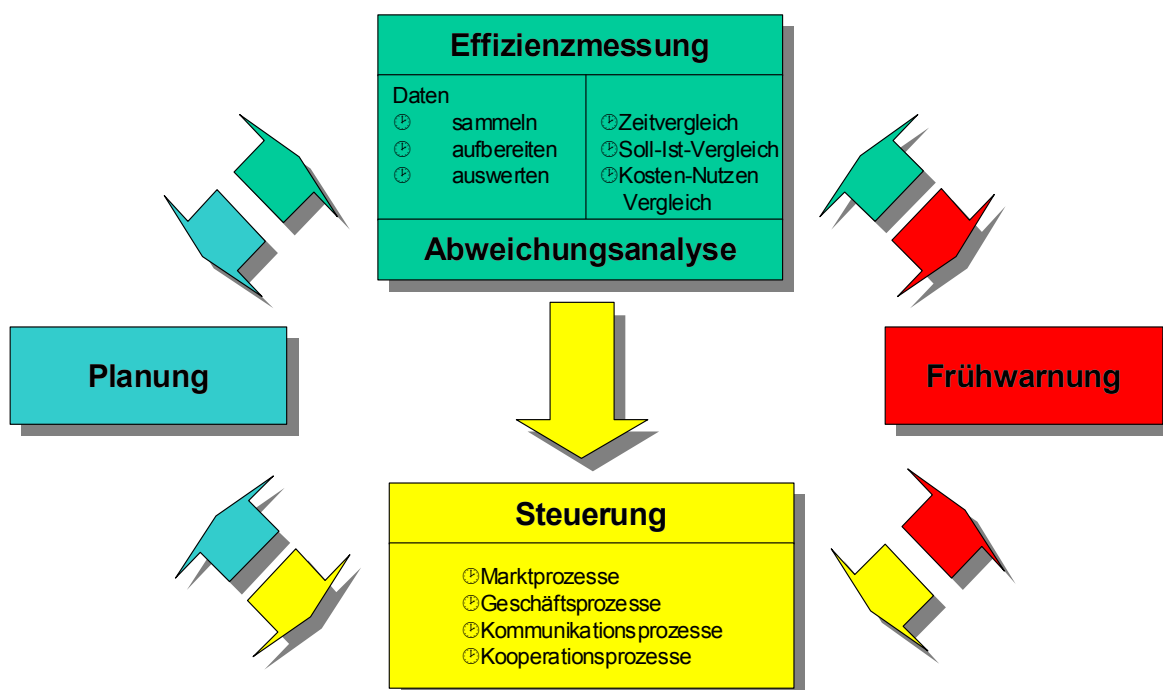 Effizienzmessung
Daten
🕑 sammeln
🕑 aufbereiten
🕑 auswerten
🕑Zeitvergleich
🕑Soll-Ist-Vergleich
🕑Kosten-Nutzen
Vergleich
Abweichungsanalyse
Planung
Frühwarnung
Steuerung
🕑Marktprozesse
🕑Geschäftsprozesse
🕑Kommunikationsprozesse
🕑Kooperationsprozesse